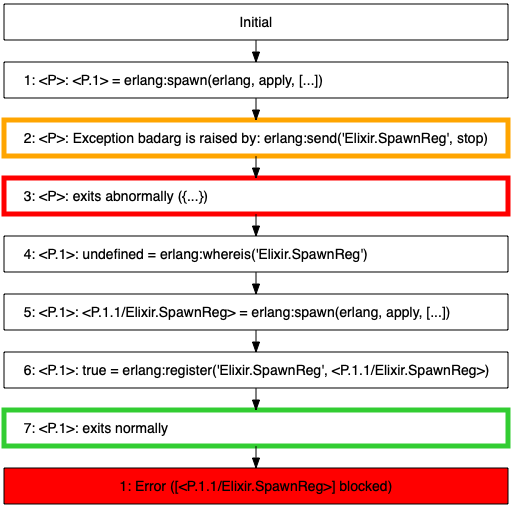 Initial
1: <P>: <P.1> = erlang:spawn(erlang, apply, [...])
2: <P>: Exception badarg is raised by: erlang:send('Elixir.SpawnReg', stop)
3: <P>: exits abnormally ({...})
4: <P.1>: undefined = erlang:whereis('Elixir.SpawnReg')
5: <P.1>: <P.1.1/Elixir.SpawnReg> = erlang:spawn(erlang, apply, [...])
6: <P.1>: true = erlang:register('Elixir.SpawnReg', <P.1.1/Elixir.SpawnReg>)
7: <P.1>: exits normally
1: Error ([<P.1.1/Elixir.SpawnReg>] blocked)